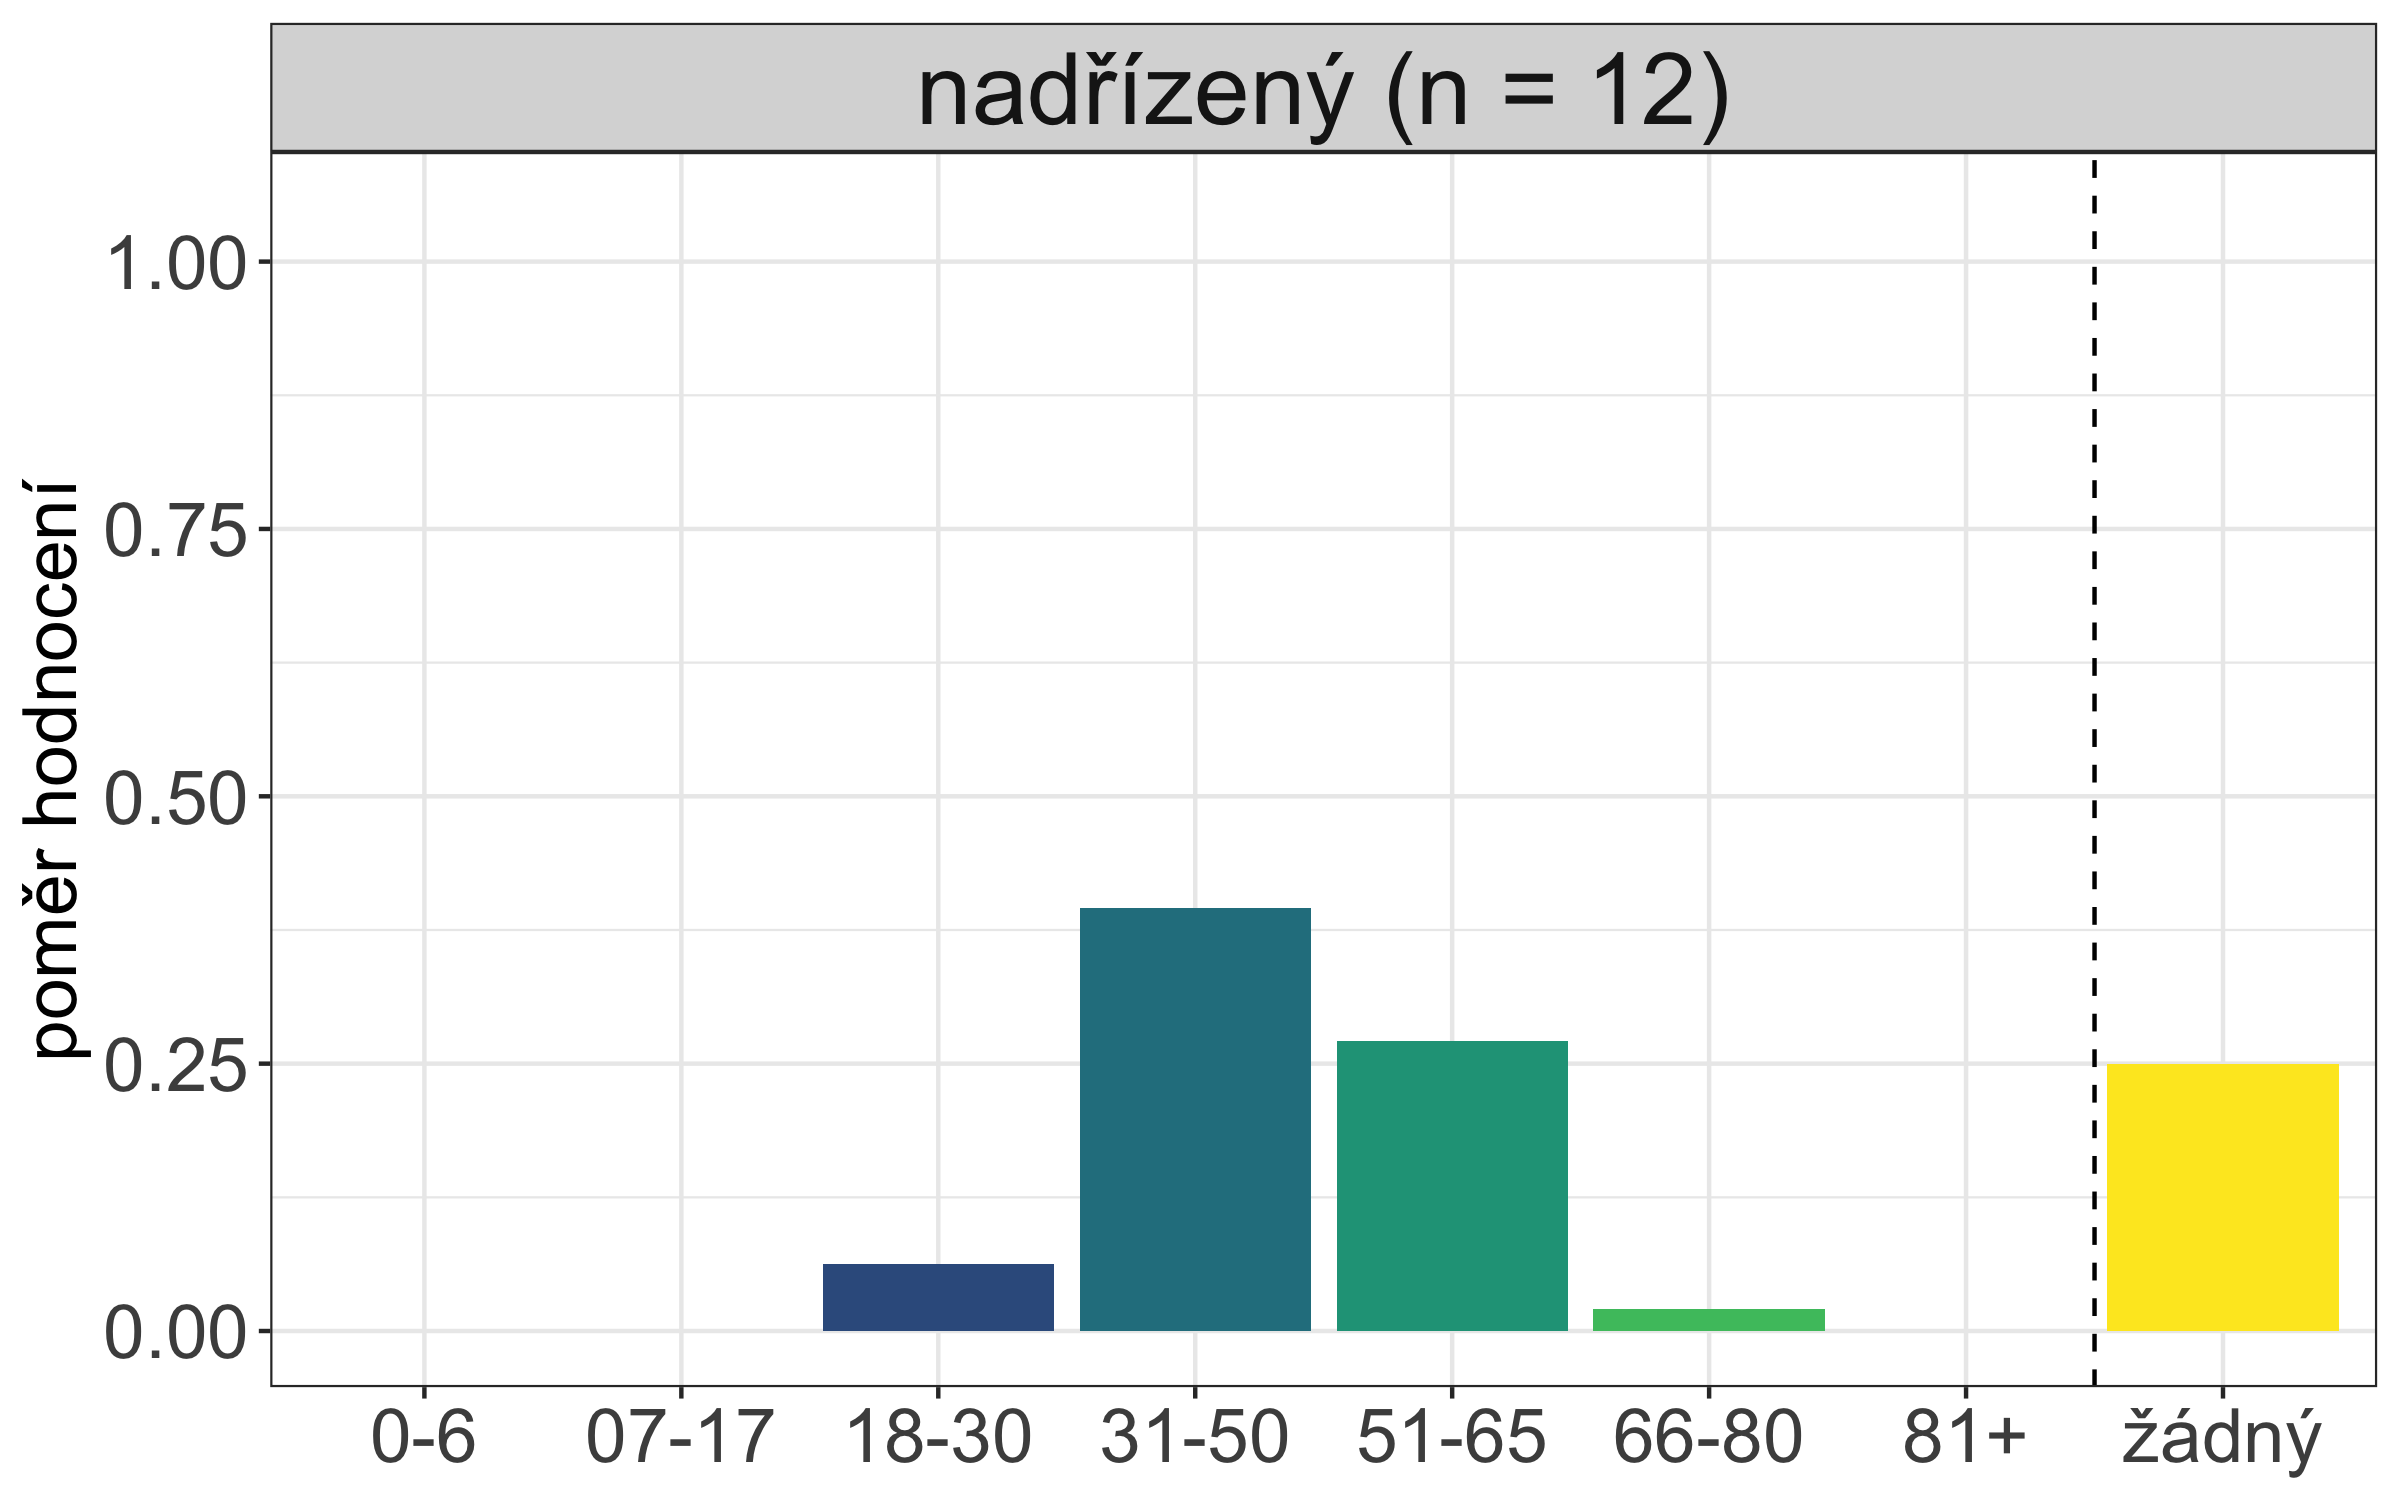 nadřízený (n = 12)
poměr hodnocení
1.00
0.75
0.50
0.25
0.00
0-6 07-17 18-30 31-50 51-65 66-80 81+ žádný